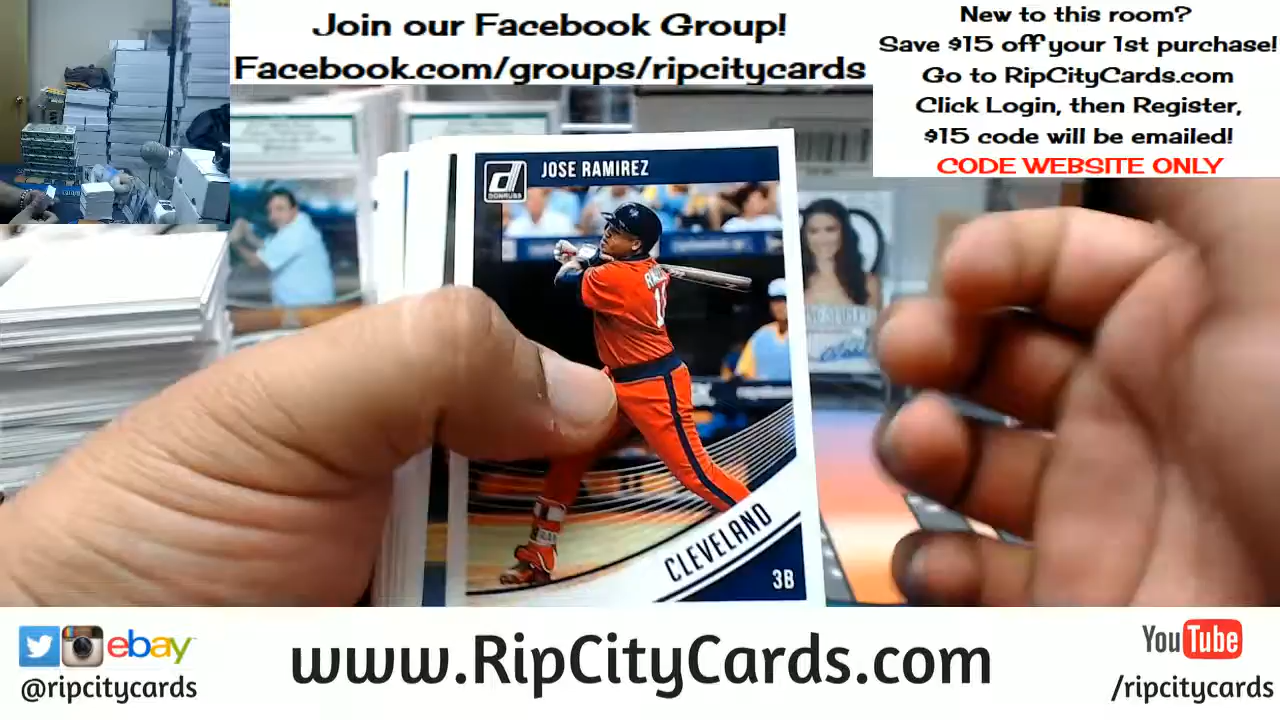 Join our Facebook Group!
Facebook.com/groups/ripcitycards
New to this room?
Save $15 off your 1st purchase!
Go to RipCityCards.com
Click Login, then Register,
$15 code will be emailed!
CODE WEBSITE ONLY
d
DONRUSS
JOSE RAMIREZ
CLEVELAND
3B
ebay
@ripcitycards
www.RipCityCards.com
YouTube
/ripcitycards